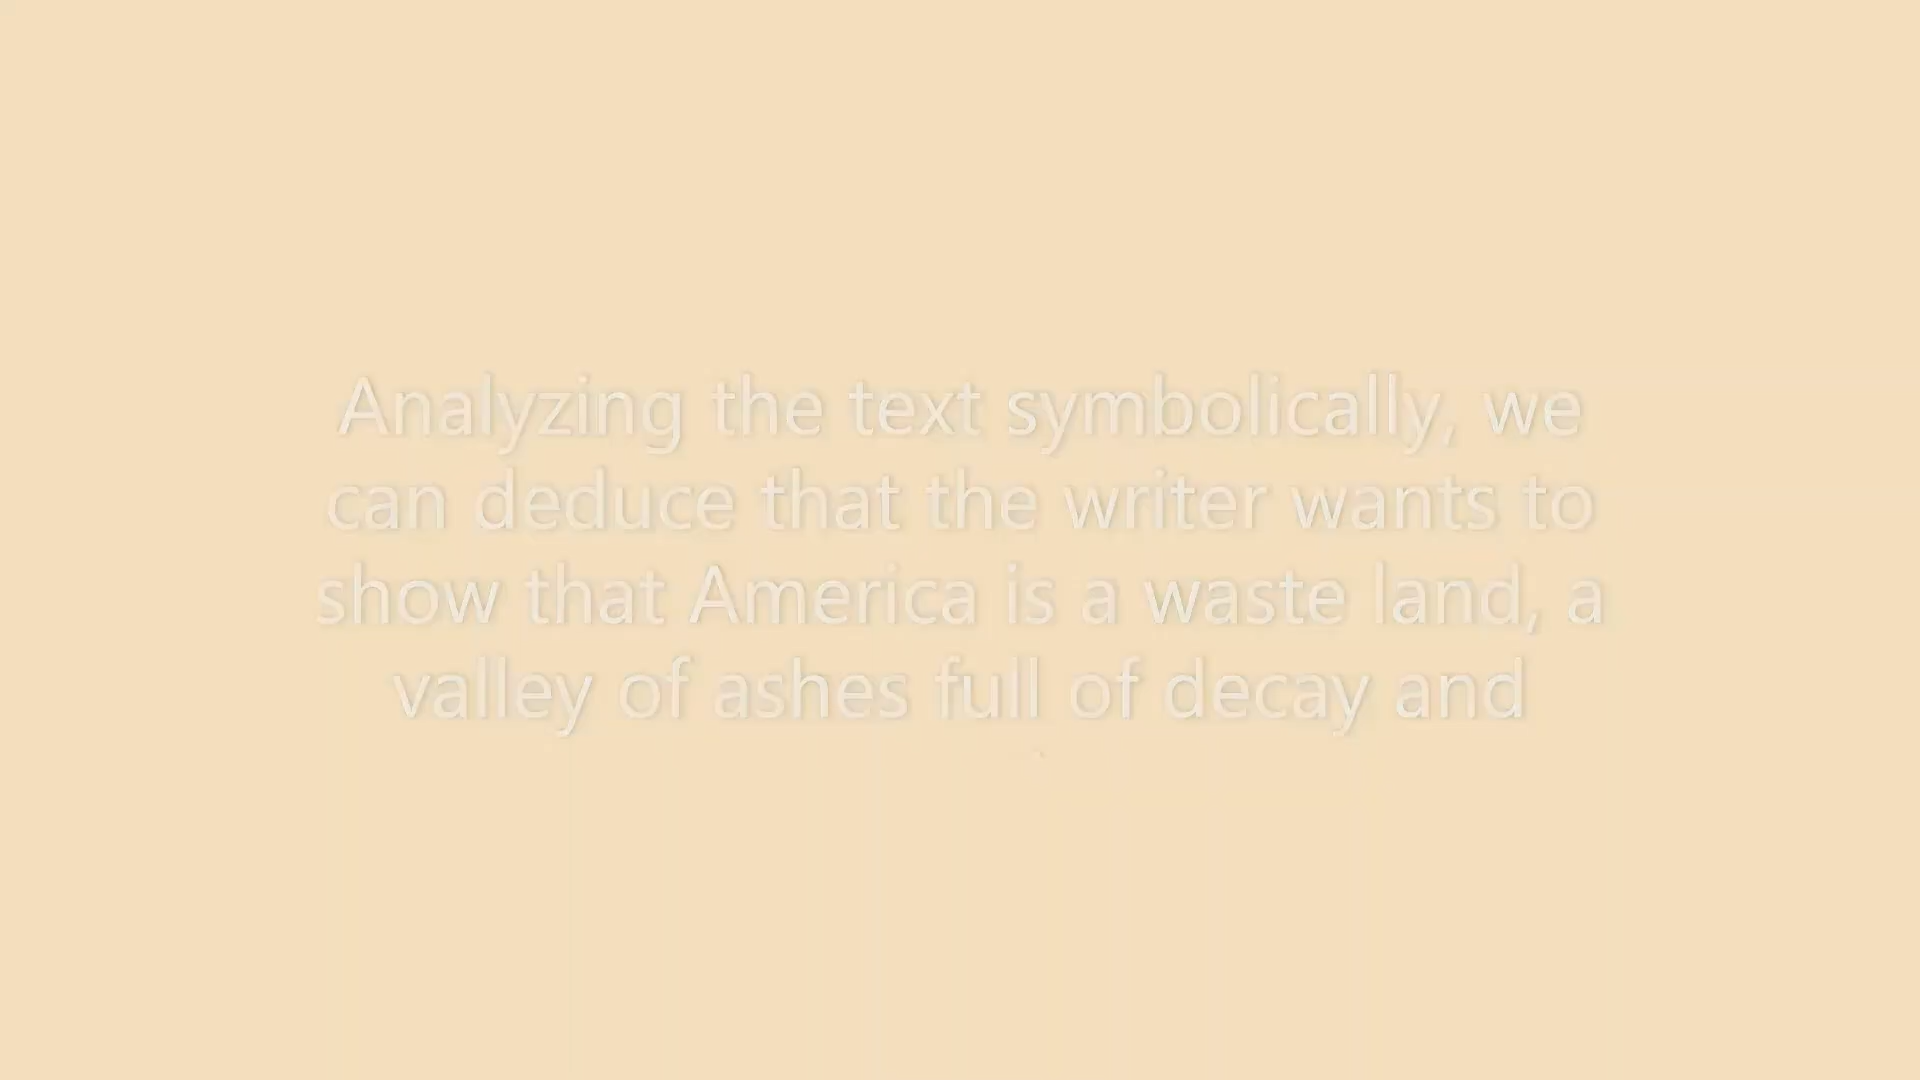 Analyzing the text symbolically, we
can deduce that the writer wants to
show that America is a waste land, a
valley of ashes full of decay and